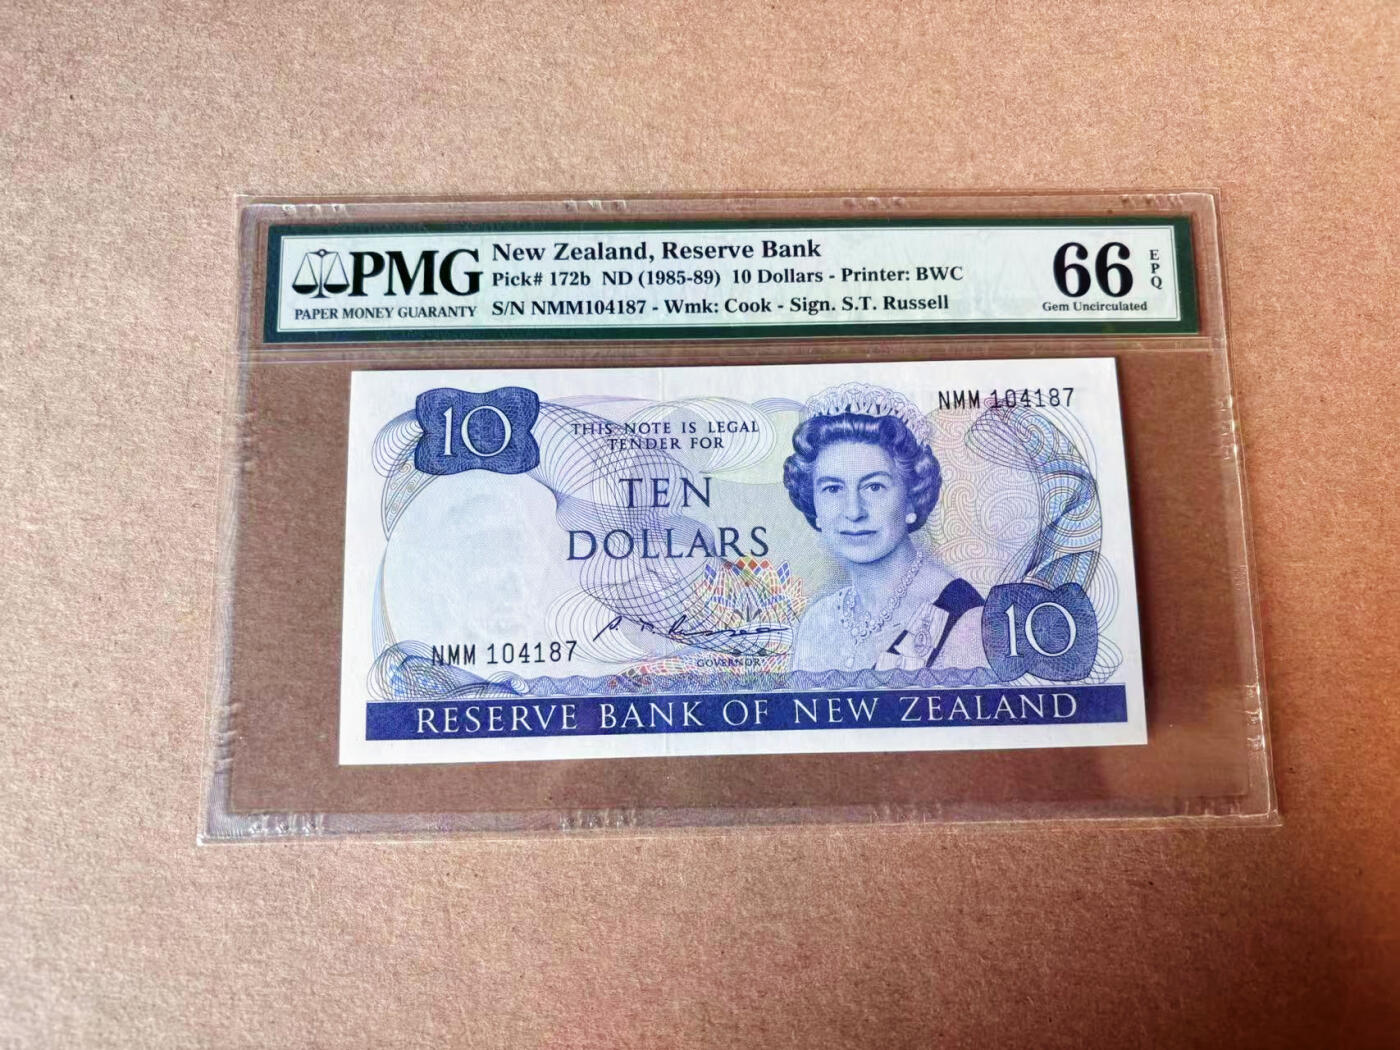 PMG
PAPER MONEY GUARANTY
New Zealand, Reserve Bank
Pick# 172b ND (1985-89) 10 Dollars - Printer: BWC
S/N NMM104187 - Wmk: Cook - Sign. S.T. Russell
66
EPQ
Gem Uncirculated
10
THIS NOTE IS LEGAL
TENDER FOR
NMM 104187
TEN
DOLLARS
NMM 104187
GOVERNOR
10
RESERVE BANK OF NEW ZEALAND